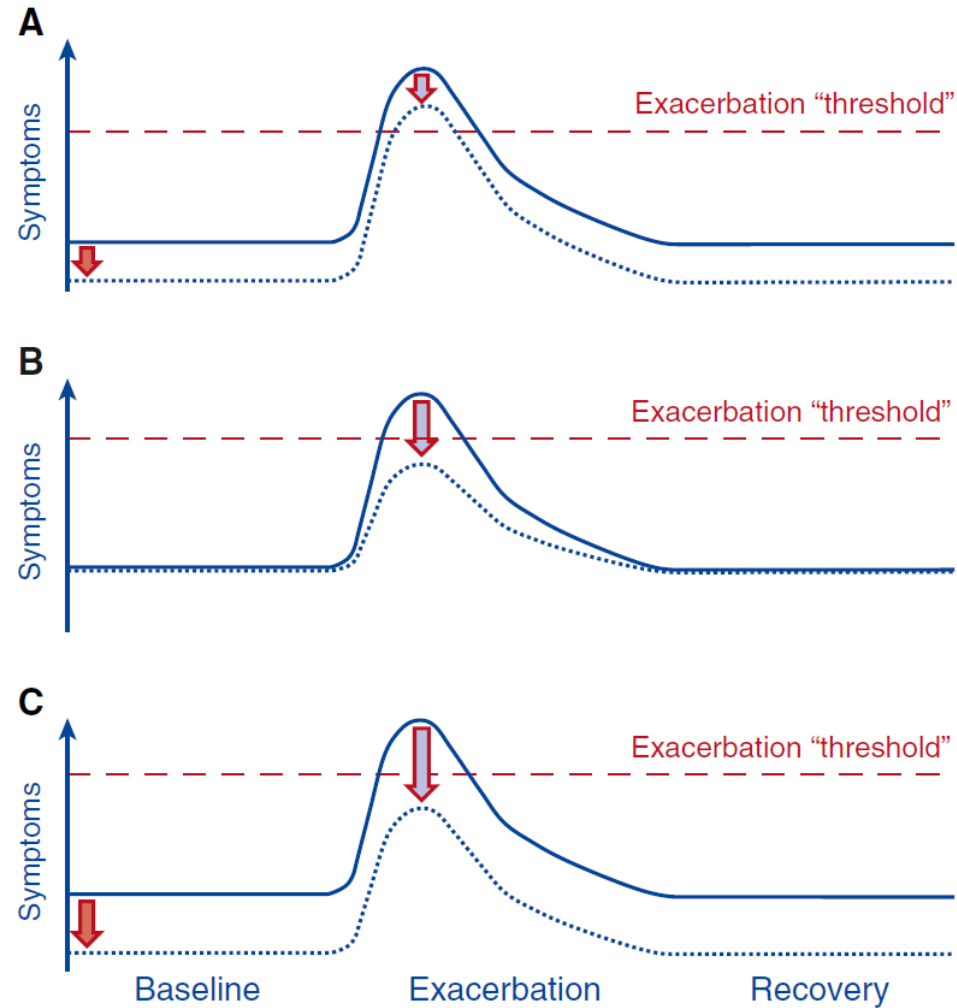 A
Symptoms
Exacerbation “threshold”
B
Symptoms
Exacerbation “threshold”
C
Symptoms
Exacerbation “threshold”
Baseline Exacerbation Recovery